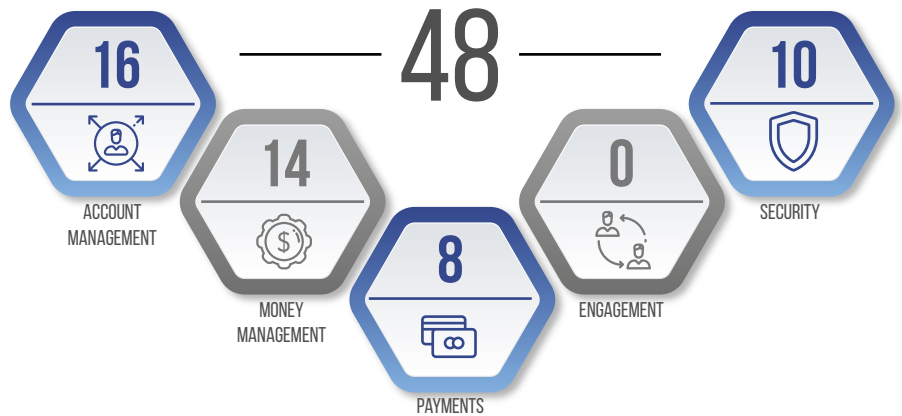 48
16
ACCOUNT
MANAGEMENT
14
$
MONEY
MANAGEMENT
8
PAYMENTS
0
ENGAGEMENT
10
SECURITY